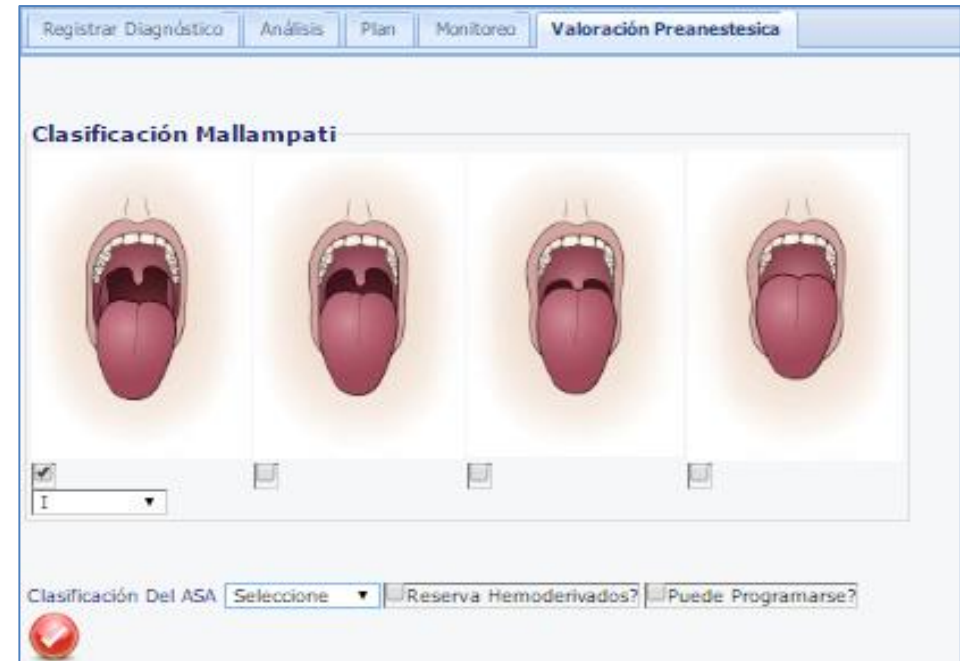 Registrar Diagnóstico Análisis Plan Monitoreo Valoración Preanestesica
Clasificación Mallampati
I
Clasificación Del ASA Seleccione Reserva Hemoderivados? Puede Programarse?